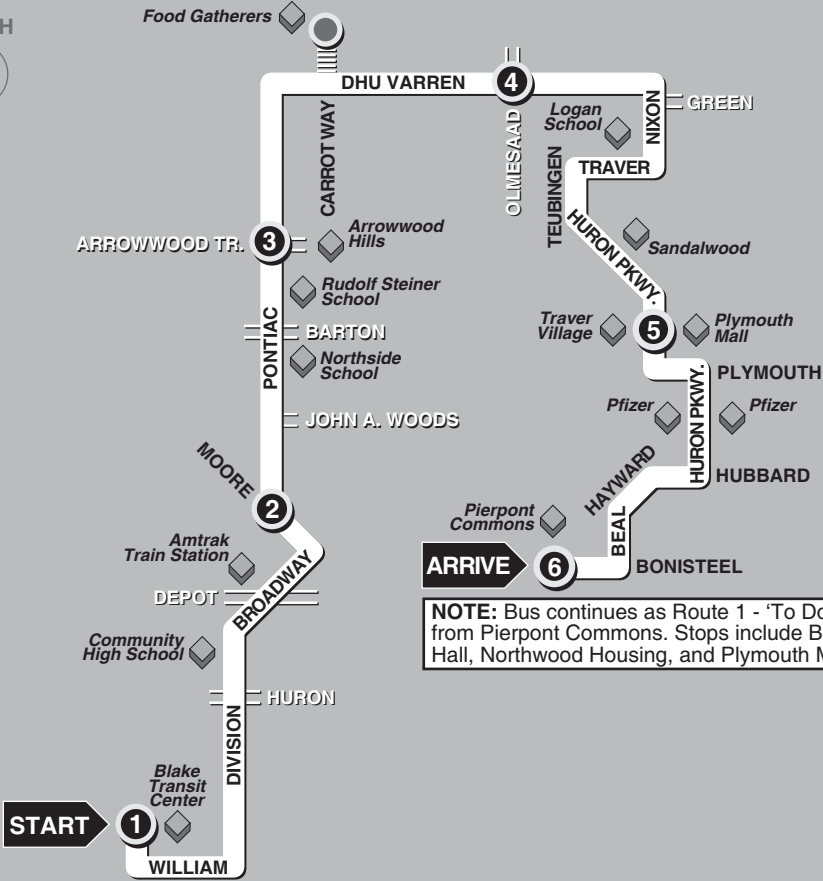 H
Food Gatherers
DHU VARREN
4
CARROT WAY
OLMESAAD
Logan
School
NIXON
GREEN
TRAVER
TEUBINGEN
HURON PKWY.
Sandalwood
ARROWWOOD TR.
3
Arrowwood
Hills
Rudolf Steiner
School
BARTON
PONTIAC
Northside
School
JOHN A. WOODS
Traver
Village
5
Plymouth
Mall
PLYMOUTH
Pfizer
HURON PKWY.
Pfizer
HUBBARD
HAYWARD
BEAL
Pierpont
Commons
ARRIVE
6
BONISTEEL
MOORE
2
Amtrak
Train Station
BROADWAY
DEPOT
Community
High School
HURON
DIVISION
Blake
Transit
Center
START
1
WILLIAM
NOTE: Bus continues as Route 1 - ‘To Do
from Pierpont Commons. Stops include B
Hall, Northwood Housing, and Plymouth M